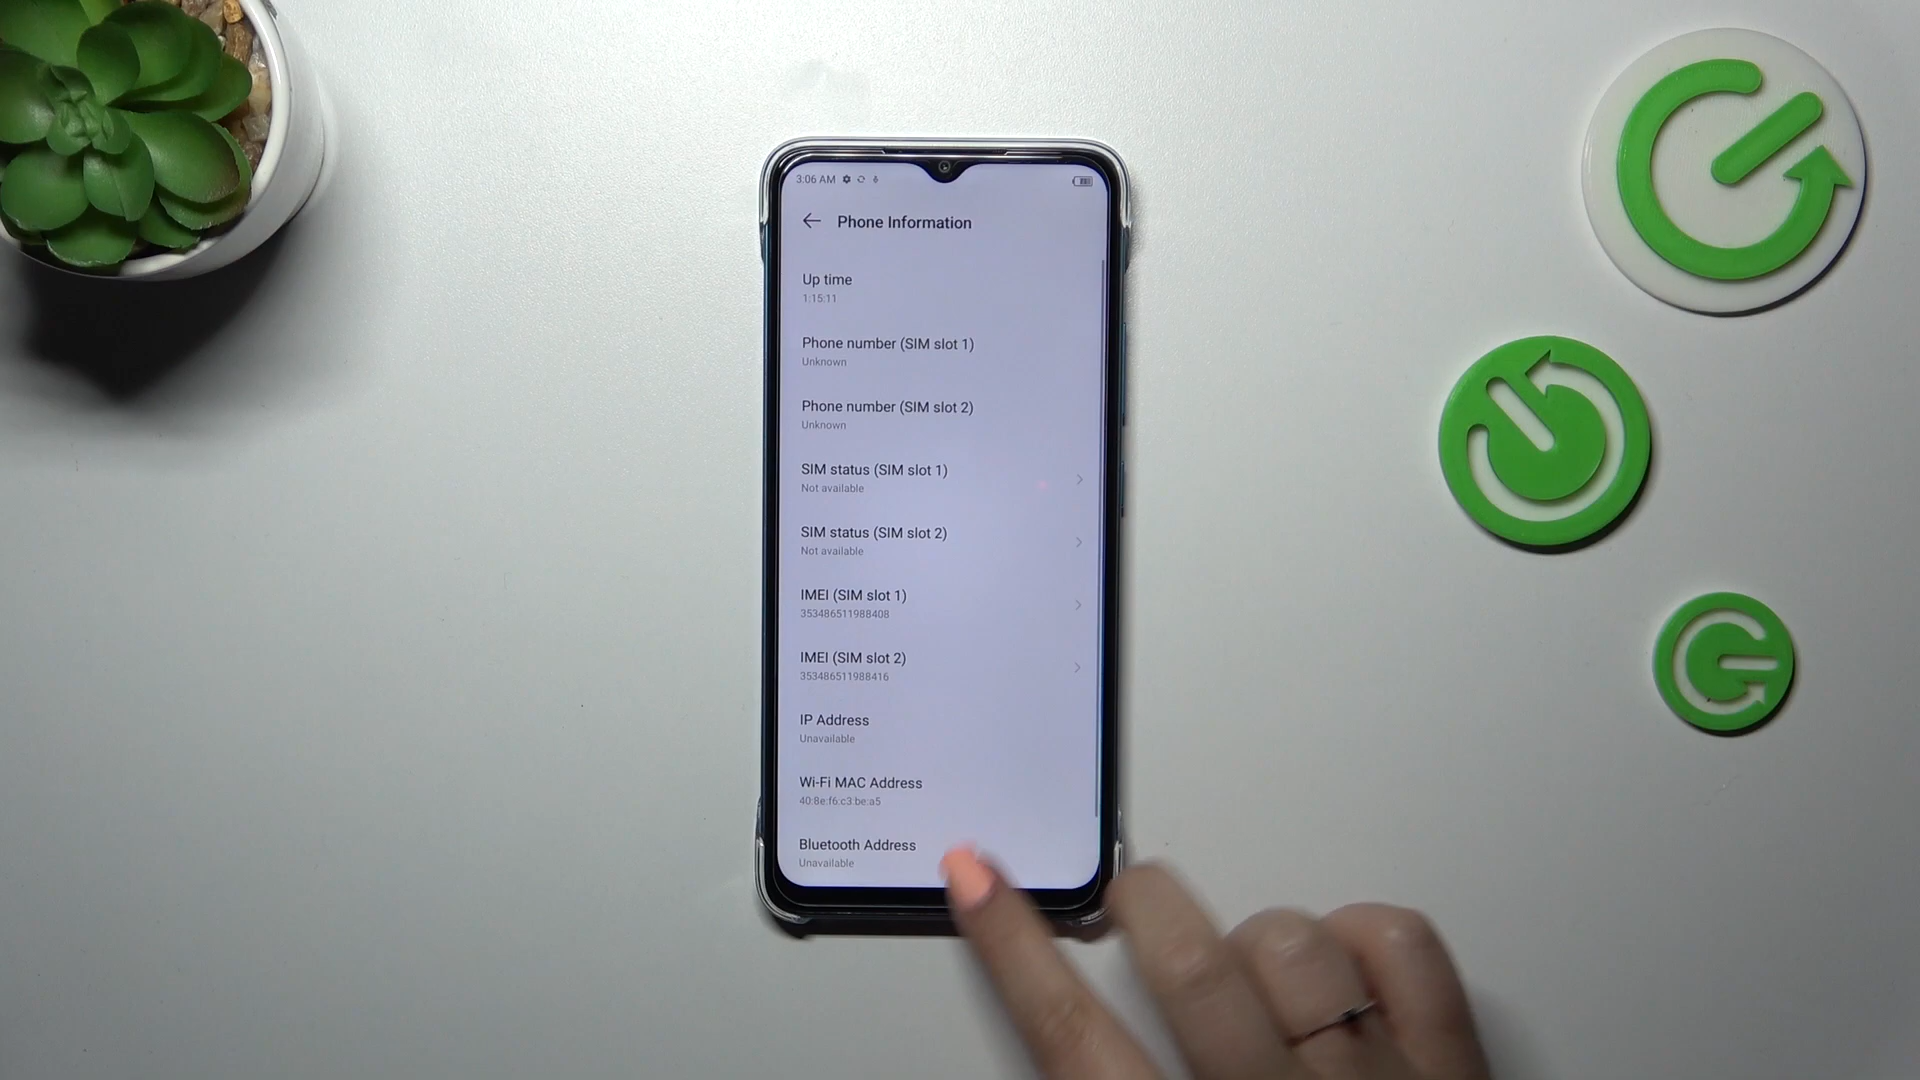 3:06 AM
Phone Information
Up time
1:15:11
Phone number (SIM slot 1)
Unknown
Phone number (SIM slot 2)
Unknown
SIM status (SIM slot 1)
Not available
SIM status (SIM slot 2)
Not available
IMEI (SIM slot 1)
353486511988408
IMEI (SIM slot 2)
353486511988416
IP Address
Unavailable
Wi-Fi MAC Address
40:8e:f6:c3:be:a5
Bluetooth Address
Unavailable